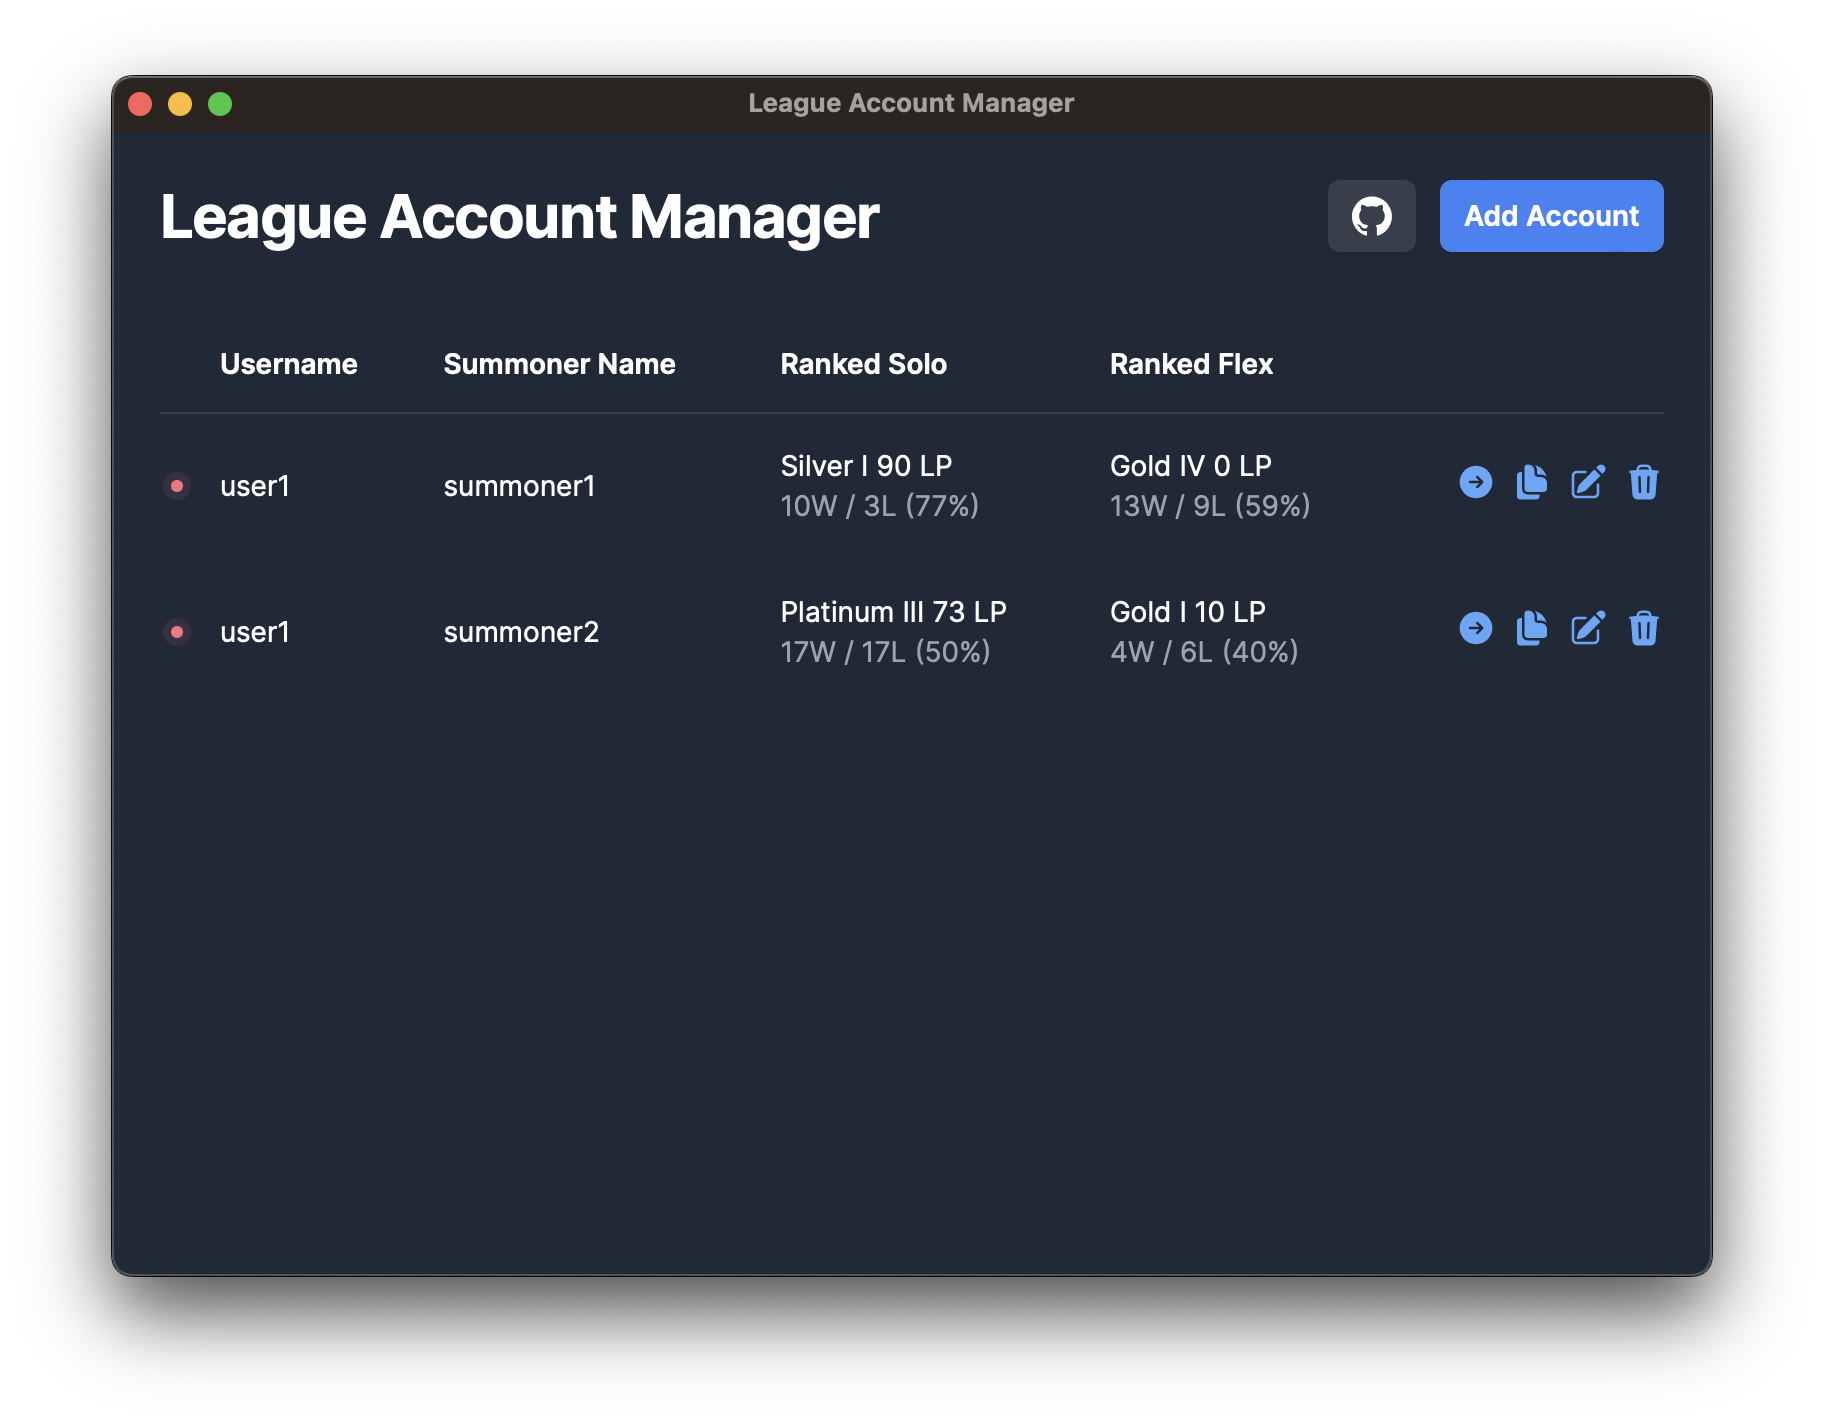 League Account Manager
League Account Manager
Add Account
Username Summoner Name Ranked Solo Ranked Flex
user1 summoner1 Silver I 90 LP Gold IV 0 LP
10W / 3L (77%) 13W / 9L (59%)
user1 summoner2 Platinum III 73 LP Gold I 10 LP
17W / 17L (50%) 4W / 6L (40%)